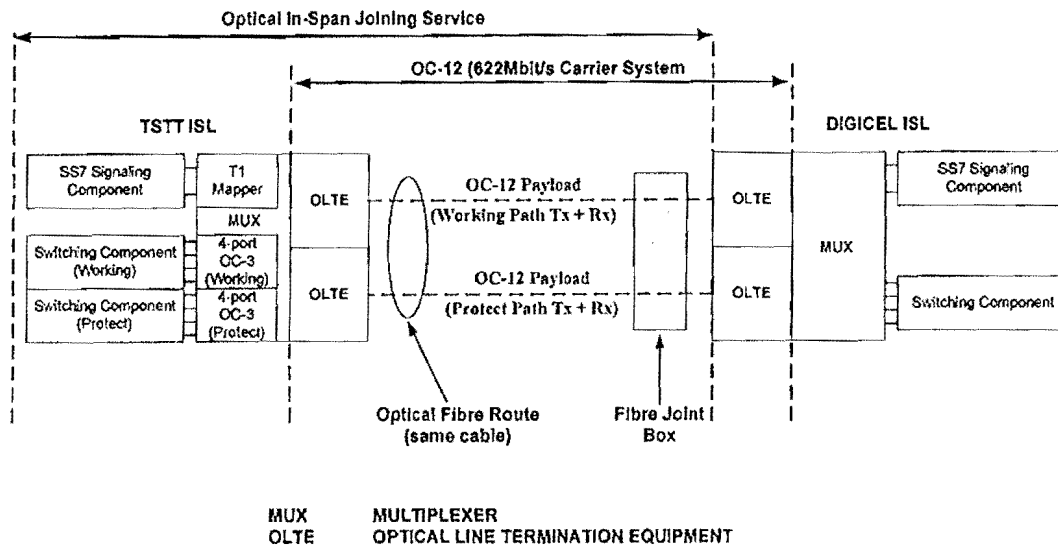 Optical In-Span Joining Service
OC-12 (622Mbit/s Carrier System
TSTT ISL
DIGICEL ISL
SS7 Signaling
Component
T1
Mapper
MUX
Switching Component
(Working)
4-port
OC-3
(Working)
Switching Component
(Protect)
4-port
OC-3
(Protect)
OLTE
OLTE
OC-12 Payload
(Working Path Tx + Rx)
OC-12 Payload
(Protect Path Tx + Rx)
OLTE
OLTE
MUX
SS7 Signaling
Component
Switching Component
Optical Fibre Route
(same cable)
Fibre Joint
Box
MUX MULTIPLEXER
OLTE OPTICAL LINE TERMINATION EQUIPMENT